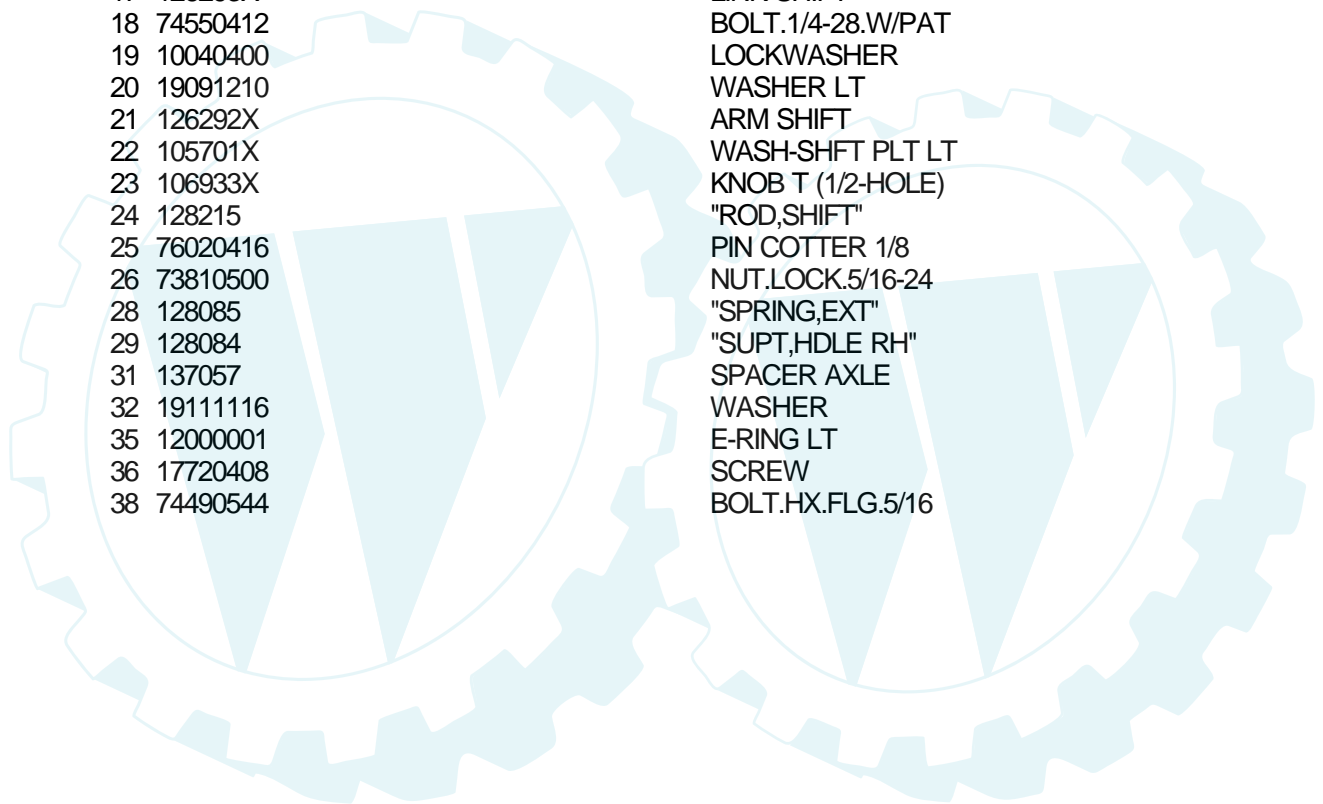 18 74550412 BOLT.1/4-28.W/PAT
19 10040400 LOCKWASHER
20 19091210 WASHER LT
21 126292X ARM SHIFT
22 105701X WASH-SHFT PLT LT
23 106933X KNOB T (1/2-HOLE)
24 128215 "ROD,SHIFT"
25 76020416 PIN COTTER 1/8
26 73810500 NUT.LOCK.5/16-24
28 128085 "SPRING,EXT"
29 128084 "SUPT,HDLE RH"
31 137057 SPACER AXLE
32 19111116 WASHER
35 12000001 E-RING LT
36 17720408 SCREW
38 74490544 BOLT.HX.FLG.5/16